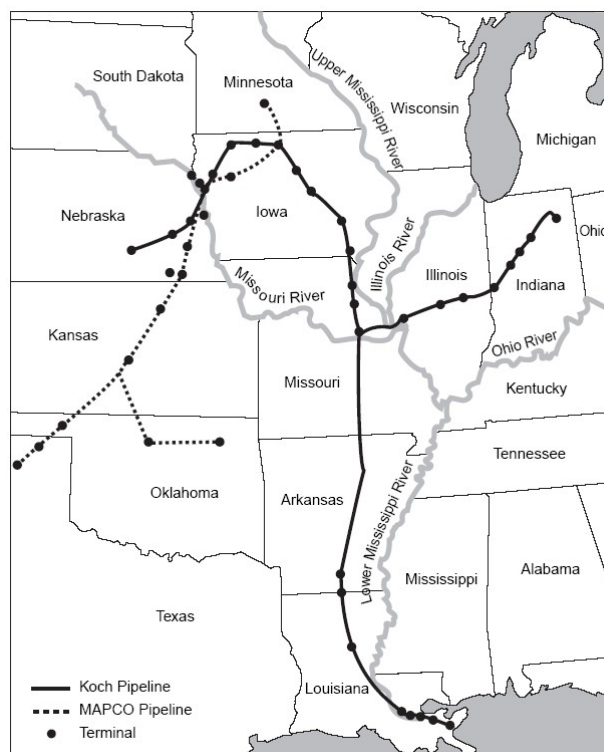 South Dakota
Minnesota
Upper Mississippi River
Wisconsin
Michigan
Nebraska
Iowa
Illinois River
Illinois
Indiana
Ohio
Missouri River
Kansas
Missouri
Ohio River
Kentucky
Oklahoma
Arkansas
Lower Mississippi River
Tennessee
Texas
Mississippi
Alabama
Louisiana
Koch Pipeline
MAPCO Pipeline
Terminal